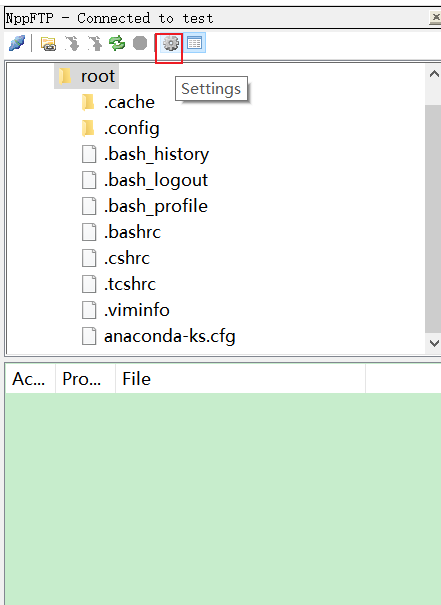 NppFTP - Connected to test
Settings
root
.cache
.config
.bash_history
.bash_logout
.bash_profile
.bashrc
.cshrc
.tcshrc
.viminfo
anaconda-ks.cfg
Ac... Pro... File